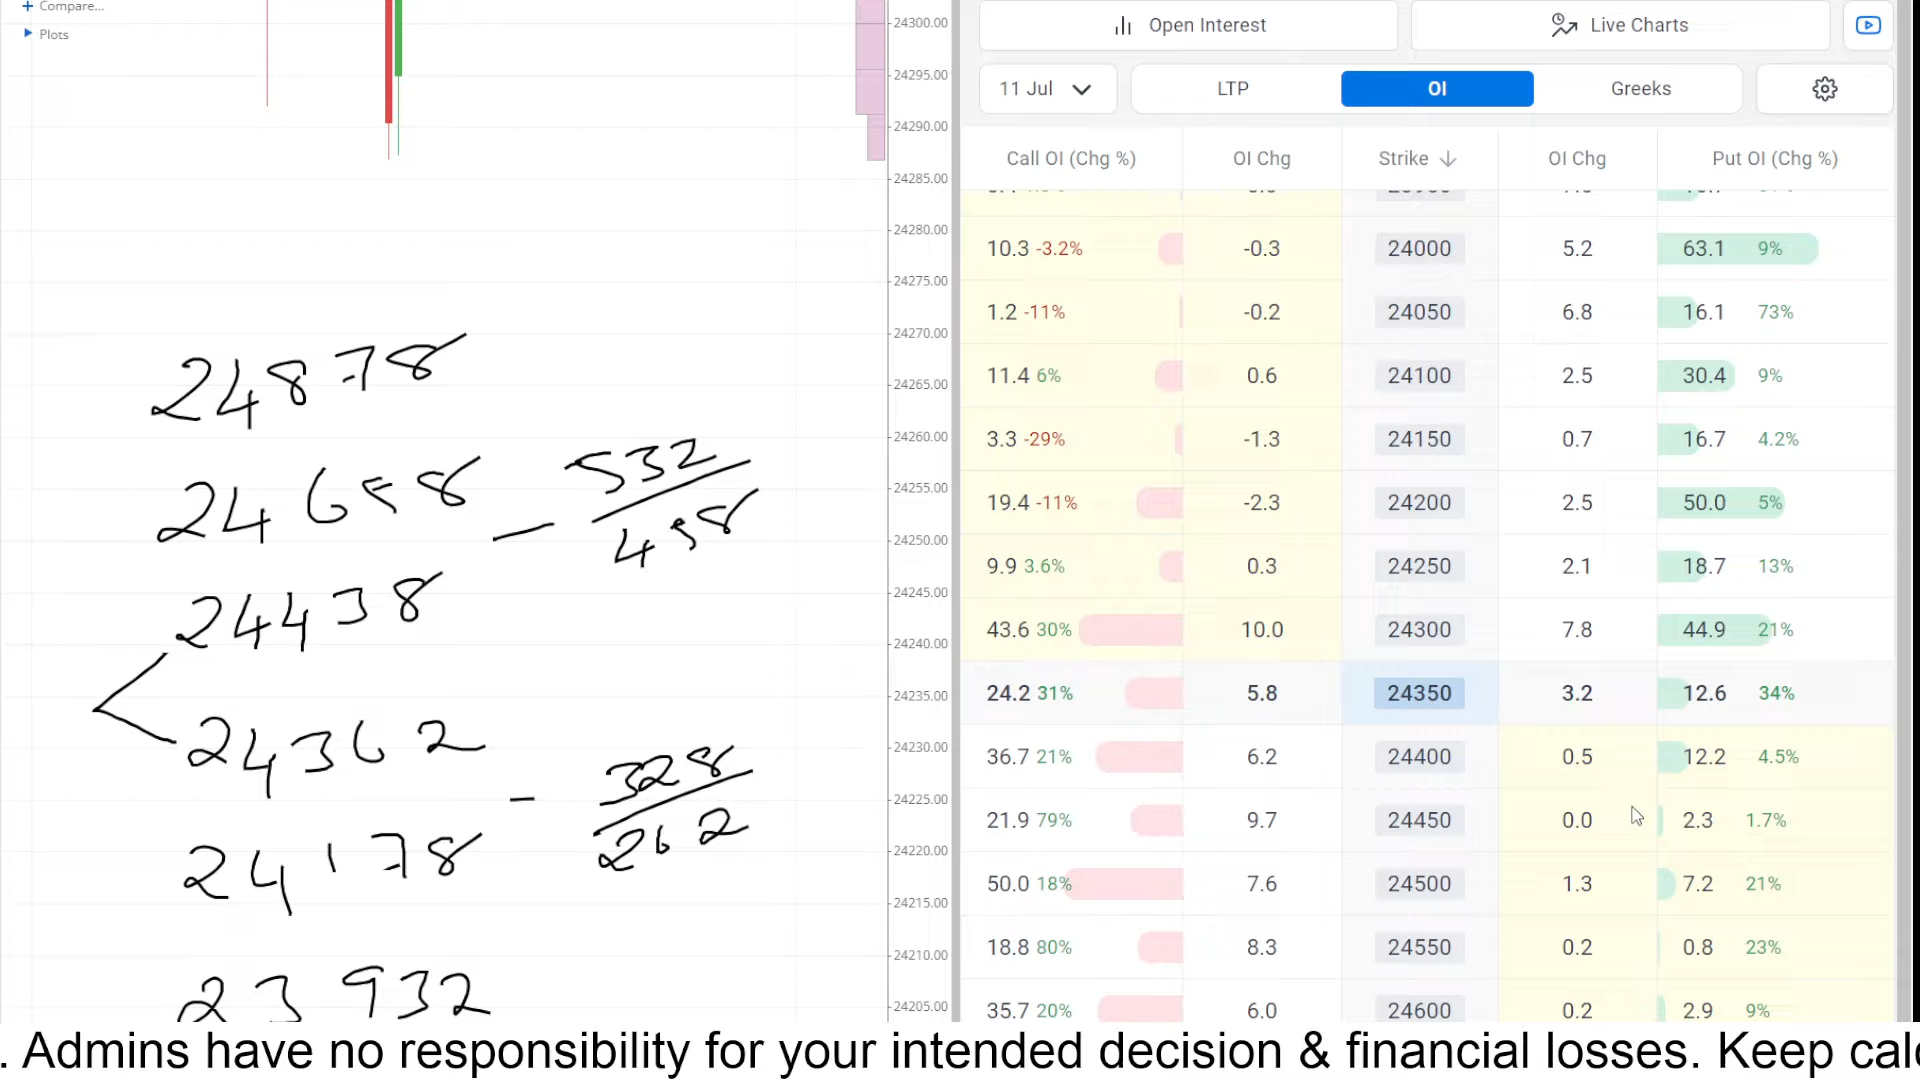 Compare...
Plots
24300.00
24295.00
24290.00
24285.00
24280.00
24275.00
24270.00
24265.00
24260.00
24255.00
24250.00
24245.00
24240.00
24235.00
24230.00
24225.00
24220.00
24215.00
24210.00
24205.00
24878
24658 - 532
458
24438
24362
- 328
262
24178
23932
Open Interest Live Charts
11 Jul LTP OI Greeks
Call OI (Chg %) OI Chg Strike OI Chg Put OI (Chg %)
10.3 -3.2% -0.3 24000 5.2 63.1 9%
1.2 -11% -0.2 24050 6.8 16.1 73%
11.4 6% 0.6 24100 2.5 30.4 9%
3.3 -29% -1.3 24150 0.7 16.7 4.2%
19.4 -11% -2.3 24200 2.5 50.0 5%
9.9 3.6% 0.3 24250 2.1 18.7 13%
43.6 30% 10.0 24300 7.8 44.9 21%
24.2 31% 5.8 24350 3.2 12.6 34%
36.7 21% 6.2 24400 0.5 12.2 4.5%
21.9 79% 9.7 24450 0.0 2.3 1.7%
50.0 18% 7.6 24500 1.3 7.2 21%
18.8 80% 8.3 24550 0.2 0.8 23%
35.7 20% 6.0 24600 0.2 2.9 9%
. Admins have no responsibility for your intended decision & financial losses. Keep calc